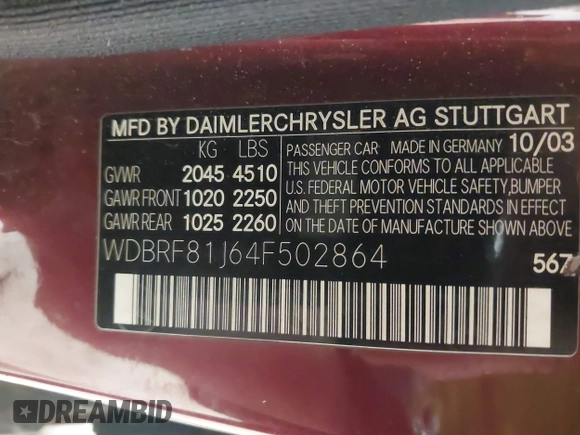 MFD BY DAIMLERCHRYSLER AG STUTTGART
KG LBS
GVWR 2045 4510
GAWR FRONT 1020 2250
GAWR REAR 1025 2260
PASSENGER CAR MADE IN GERMANY 10/03
THIS VEHICLE CONFORMS TO ALL APPLICABLE
U.S. FEDERAL MOTOR VEHICLE SAFETY, BUMPER
AND THEFT PREVENTION STANDARDS IN EFFECT
ON THE DATE OF MANUFACTURE SHOWN ABOVE
WDBRF81J64F502864
567
DREAMBID